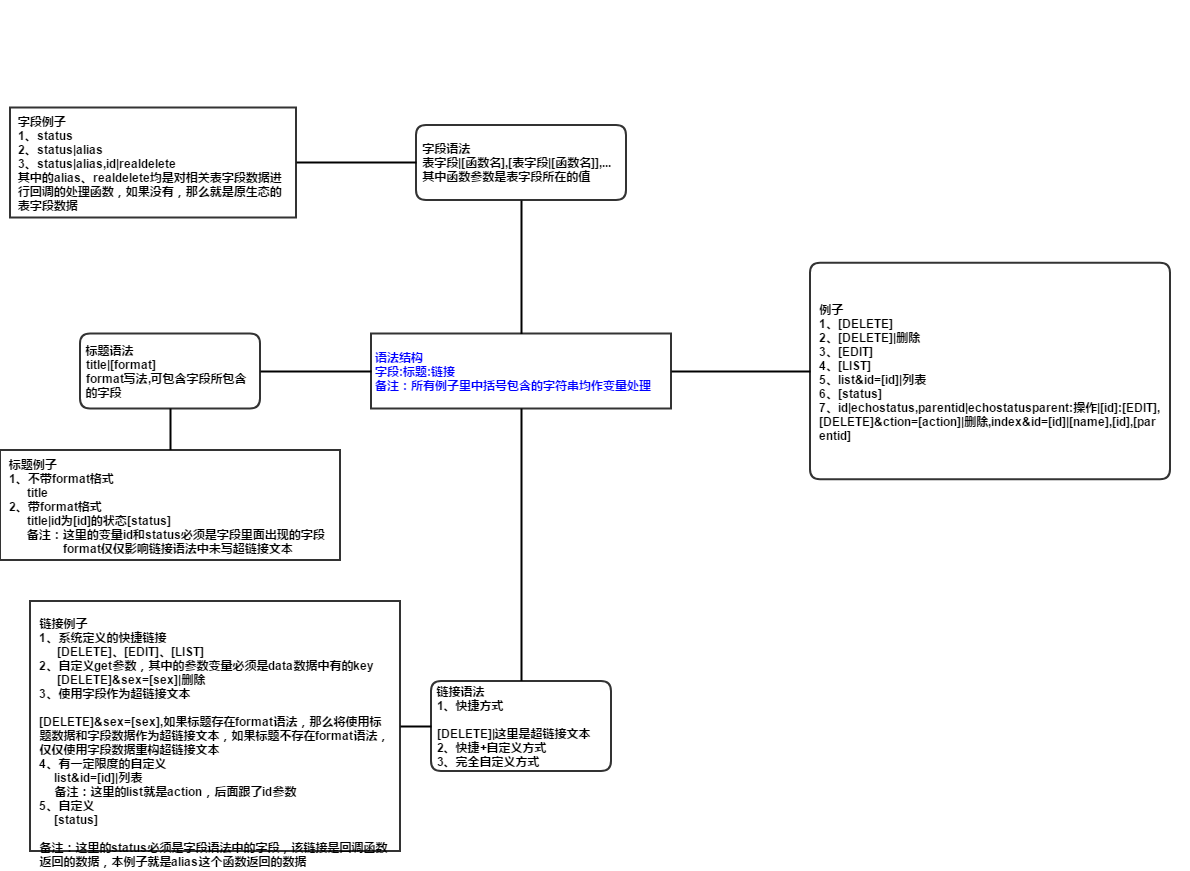 字段例子
1、status
2、status|alias
3、status|alias,id|realdelete
其中的alias、realdelete均是对相关表字段数据进
行回调的处理函数，如果没有，那么就是原生态的
表字段数据
字段语法
表字段|[函数名],[表字段|[函数名]],...
其中函数参数是表字段所在的值
例子
1、[DELETE]
2、[DELETE]|删除
3、[EDIT]
4、[LIST]
5、list&id=[id]|列表
6、[status]
7、id|echostatus,parentid|echostatusparent:操作|[id]:[EDIT],
[DELETE]&ction=[action]|删除,index&id=[id]|[name],[id],[par
entid]
标题语法
title|[format]
format写法,可包含字段所包含
的字段
语法结构
字段:标题:链接
备注：所有例子里中括号包含的字符串均作变量处理
标题例子
1、不带format格式
title
2、带format格式
title|id为[id]的状态[status]
备注：这里的变量id和status必须是字段里面出现的字段
format仅仅影响链接语法中未写超链接文本
链接例子
1、系统定义的快捷链接
[DELETE]、[EDIT]、[LIST]
2、自定义get参数，其中的参数变量必须是data数据中有的key
[DELETE]&sex=[sex]|删除
3、使用字段作为超链接文本
[DELETE]&sex=[sex],如果标题存在format语法，那么将使用标
题数据和字段数据作为超链接文本，如果标题不存在format语法，
仅仅使用字段数据重构超链接文本
4、有一定限度的自定义
list&id=[id]|列表
备注：这里的list就是action，后面跟了id参数
5、自定义
[status]
备注：这里的status必须是字段语法中的字段，该链接是回调函数
返回的数据，本例子就是alias这个函数返回的数据
链接语法
1、快捷方式
[DELETE]|这里是超链接文本
2、快捷+自定义方式
3、完全自定义方式